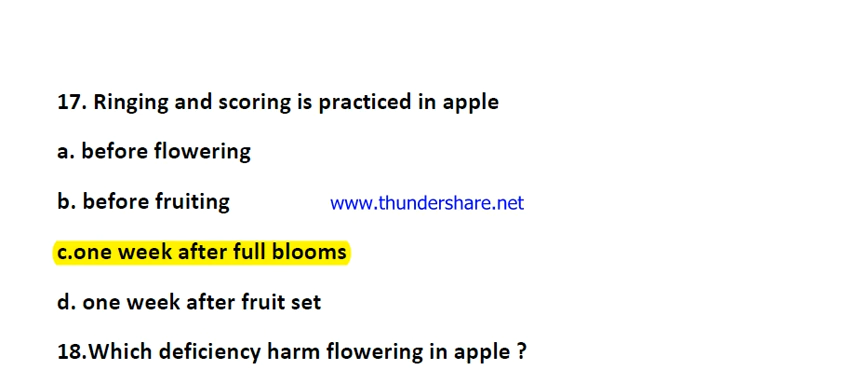 17. Ringing and scoring is practiced in apple
a. before flowering
b. before fruiting
www.thundershare.net
c.one week after full blooms
d. one week after fruit set
18.Which deficiency harm flowering in apple ?